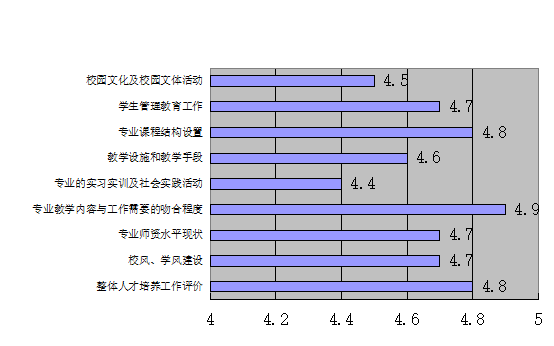 校园文化及校园文体活动 4.5
学生管理教育工作 4.7
专业课程结构设置 4.8
教学设施和教学手段 4.6
专业的实习实训及社会实践活动 4.4
专业教学内容与工作需要的吻合程度 4.9
专业师资水平现状 4.7
校风、学风建设 4.7
整体人才培养工作评价 4.8
4 4.2 4.4 4.6 4.8 5